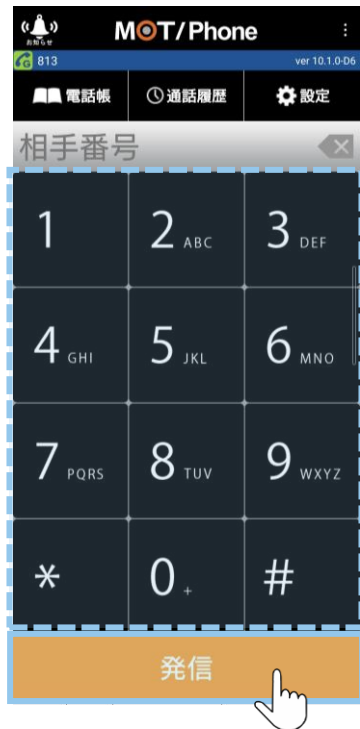 お知らせ MOT/Phone
G 813 ver 10.1.0-D6
電話帳 通話履歴 設定
相手番号
1 2 ABC 3 DEF
4 GHI 5 JKL 6 MNO
7 PQRS 8 TUV 9 WXYZ
* 0 + #
発信